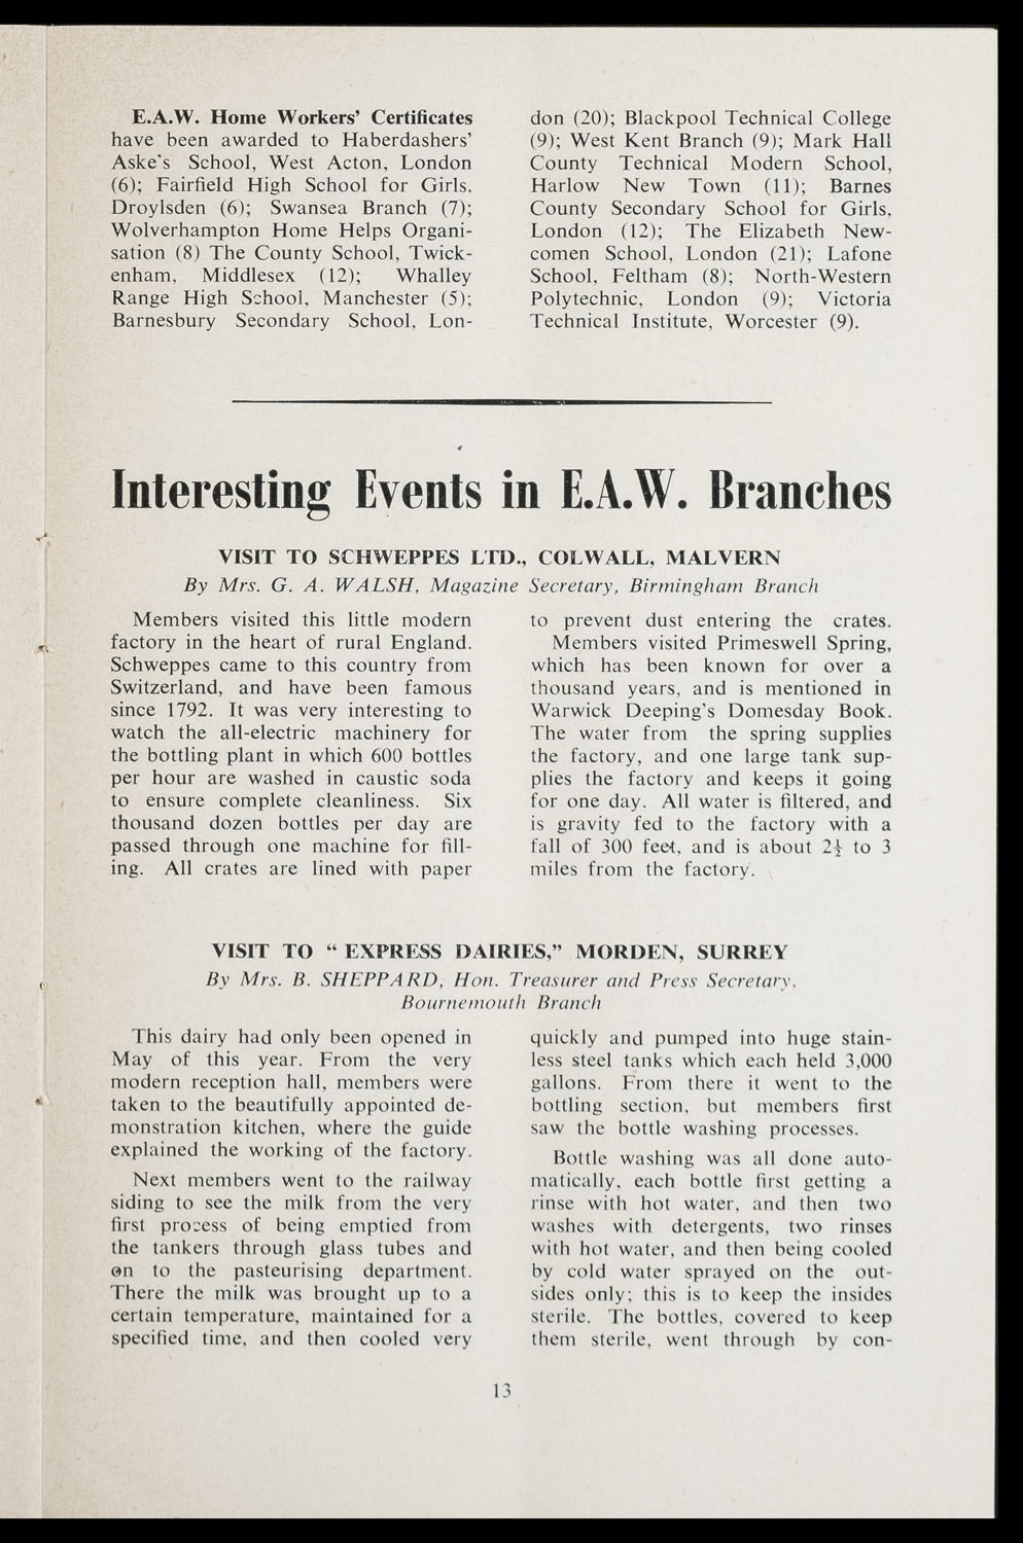 E.A.W. Home Workers' Certificates
have been awarded to Haberdashers'
Aske's School, West Acton, London
(6); Fairfield High School for Girls,
Droylsden (6); Swansea Branch (7);
Wolverhampton Home Helps Organi-
sation (8) The County School, Twick-
enham, Middlesex (12); Whalley
Range High School, Manchester (5);
Barnesbury Secondary School, Lon-
don (20); Blackpool Technical College
(9); West Kent Branch (9); Mark Hall
County Technical Modern School,
Harlow New Town (11); Barnes
County Secondary School for Girls,
London (12); The Elizabeth New-
comen School, London (21); Lafone
School, Feltham (8); North-Western
Polytechnic, London (9); Victoria
Technical Institute, Worcester (9).
Interesting Events in E.A.W. Branches
VISIT TO SCHWEPPES LTD., COLWALL, MALVERN
By Mrs. G. A. WALSH, Magazine Secretary, Birmingham Branch
Members visited this little modern
factory in the heart of rural England.
Schweppes came to this country from
Switzerland, and have been famous
since 1792. It was very interesting to
watch the all-electric machinery for
the bottling plant in which 600 bottles
per hour are washed in caustic soda
to ensure complete cleanliness. Six
thousand dozen bottles per day are
passed through one machine for fill-
ing. All crates are lined with paper
to prevent dust entering the crates.
Members visited Primeswell Spring,
which has been known for over a
thousand years, and is mentioned in
Warwick Deeping's Domesday Book.
The water from the spring supplies
the factory, and one large tank sup-
plies the factory and keeps it going
for one day. All water is filtered, and
is gravity fed to the factory with a
fall of 300 feet, and is about 2½ to 3
miles from the factory.
VISIT TO " EXPRESS DAIRIES," MORDEN, SURREY
By Mrs. B. SHEPPARD, Hon. Treasurer and Press Secretary,
Bournemouth Branch
This dairy had only been opened in
May of this year. From the very
modern reception hall, members were
taken to the beautifully appointed de-
monstration kitchen, where the guide
explained the working of the factory.
Next members went to the railway
siding to see the milk from the very
first process of being emptied from
the tankers through glass tubes and
on to the pasteurising department.
There the milk was brought up to a
certain temperature, maintained for a
specified time, and then cooled very
quickly and pumped into huge stain-
less steel tanks which each held 3,000
gallons. From there it went to the
bottling section, but members first
saw the bottle washing processes.
Bottle washing was all done auto-
matically, each bottle first getting a
rinse with hot water, and then two
washes with detergents, two rinses
with hot water, and then being cooled
by cold water sprayed on the out-
sides only; this is to keep the insides
sterile. The bottles, covered to keep
them sterile, went through by con-
13